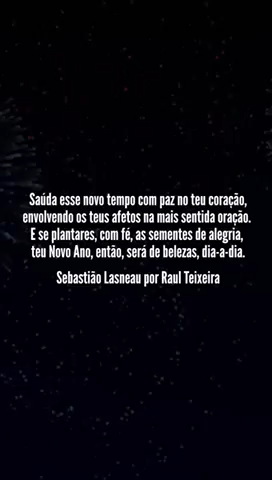 Saúda esse novo tempo com paz no teu coração,
envolvendo os teus afetos na mais sentida oração.
E se plantares, com fé, as sementes de alegria,
teu Novo Ano, então, será de belezas, dia-a-dia.
Sebastião Lasneau por Raul Teixeira